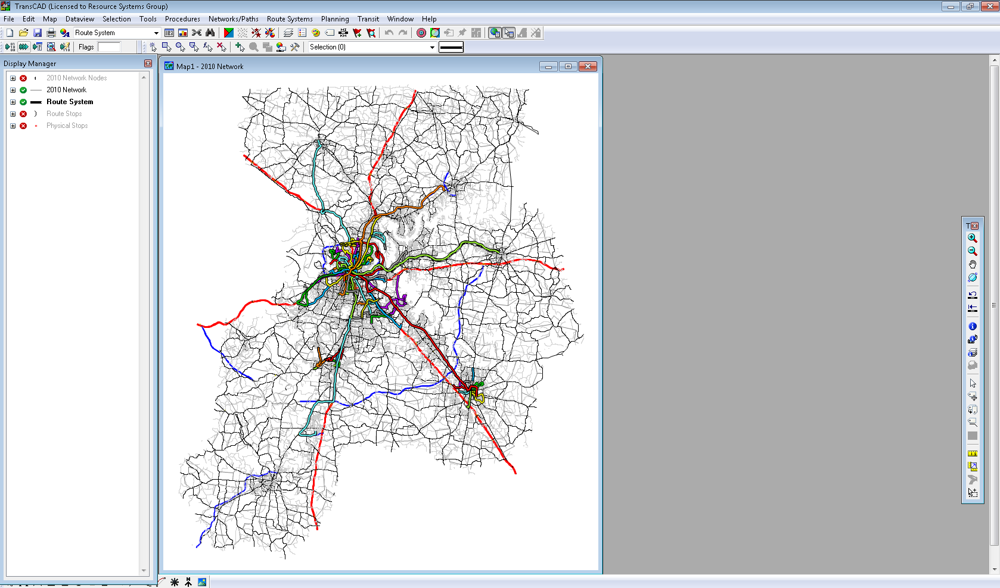 TransCAD (Licensed to Resource Systems Group)
File Edit Map Dataview Selection Tools Procedures Networks/Paths Route Systems Planning Transit Window Help
Route System
MI
KM
Flags
Selection (0)
Display Manager
2010 Network Nodes
2010 Network
Route System
Route Stops
Physical Stops
Map1 - 2010 Network
T
N